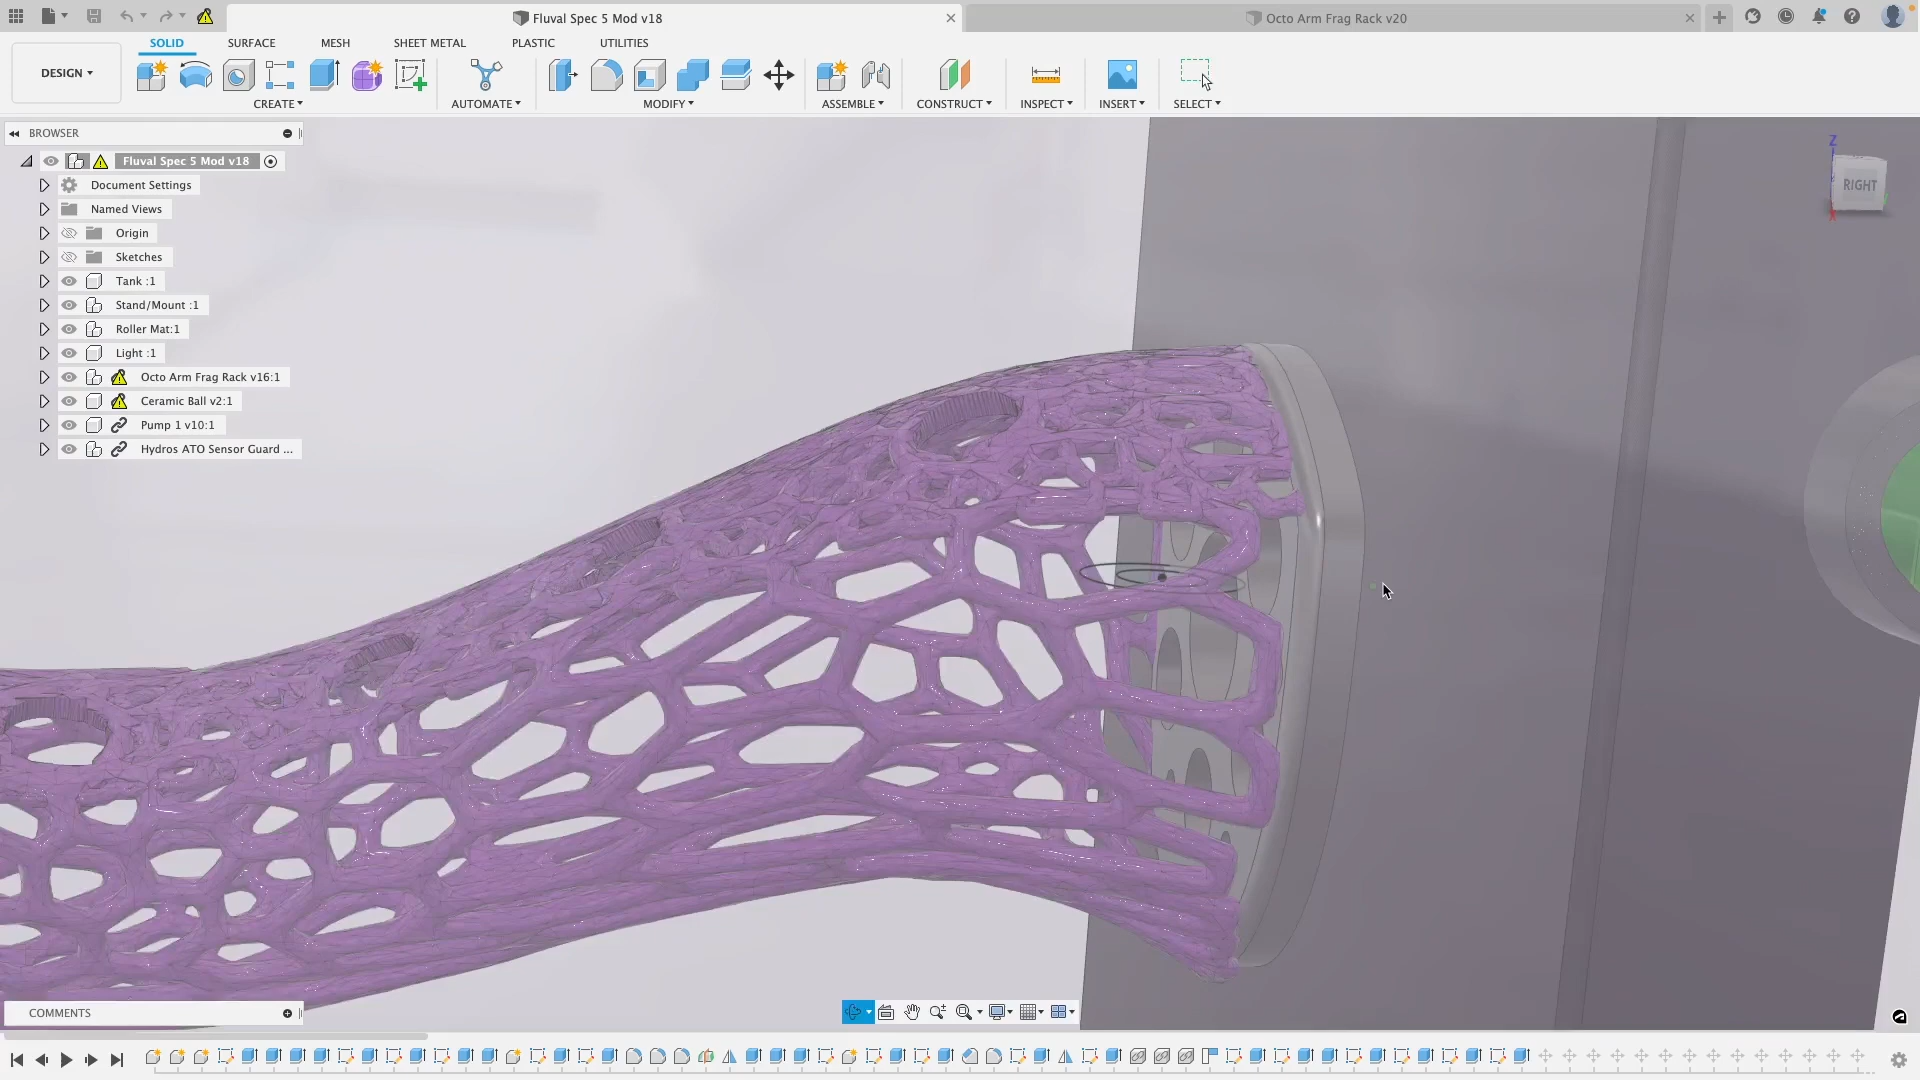 Fluval Spec 5 Mod v18
Octo Arm Frag Rack v20
DESIGN
SOLID SURFACE MESH SHEET METAL PLASTIC UTILITIES
CREATE AUTOMATE MODIFY ASSEMBLE CONSTRUCT INSPECT INSERT SELECT
BROWSER
Fluval Spec 5 Mod v18
Document Settings
Named Views
Origin
Sketches
Tank :1
Stand/Mount :1
Roller Mat:1
Light :1
Octo Arm Frag Rack v16:1
Ceramic Ball v2:1
Pump 1 v10:1
Hydros ATO Sensor Guard ...
Z
RIGHT
X
COMMENTS